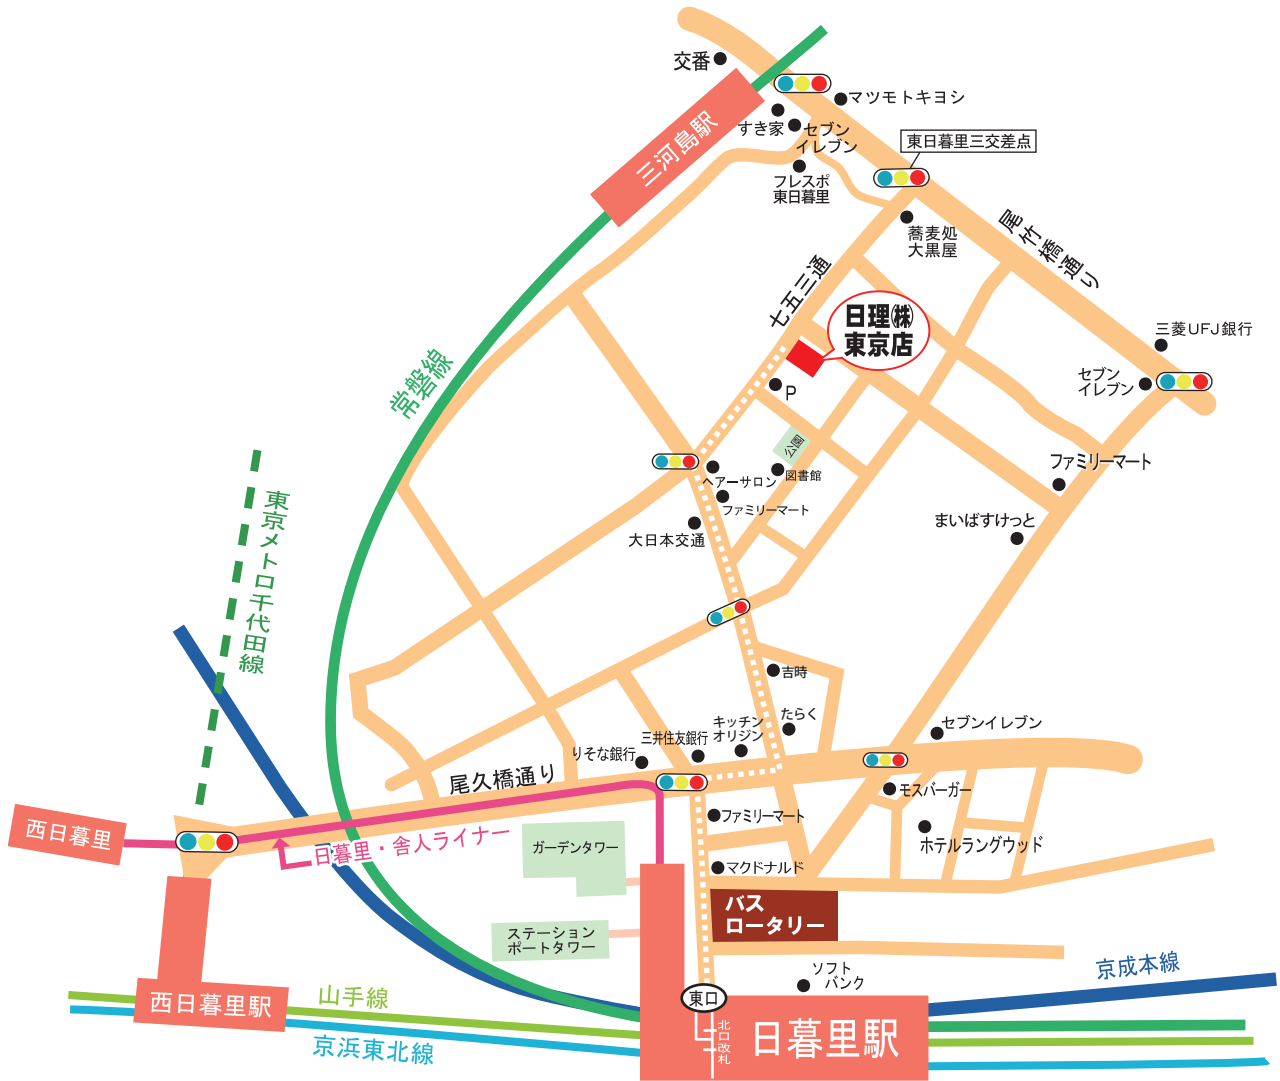 交番
マツモトキヨシ
すき家
セブン
イレブン
東日暮里三交差点
三河島駅
フレスポ
東日暮里
蕎麦処
大黒屋
尾竹橋通り
七五三通
日理㈱
東京店
三菱UFJ銀行
セブン
イレブン
常磐線
P
公園
図書館
ヘアーサロン
ファミリーマート
ファミリーマート
まいばすけっと
大日本交通
東京メトロ千代田線
吉時
たらく
キッチン
オリジン
セブンイレブン
三井住友銀行
りそな銀行
尾久橋通り
モスバーガー
ファミリーマート
ホテルラングウッド
西日暮里
日暮里・舎人ライナー
ガーデンタワー
マクドナルド
バス
ロータリー
ステーション
ポートタワー
ソフト
バンク
京成本線
東口
西日暮里駅
山手線
京浜東北線
北口改札
日暮里駅